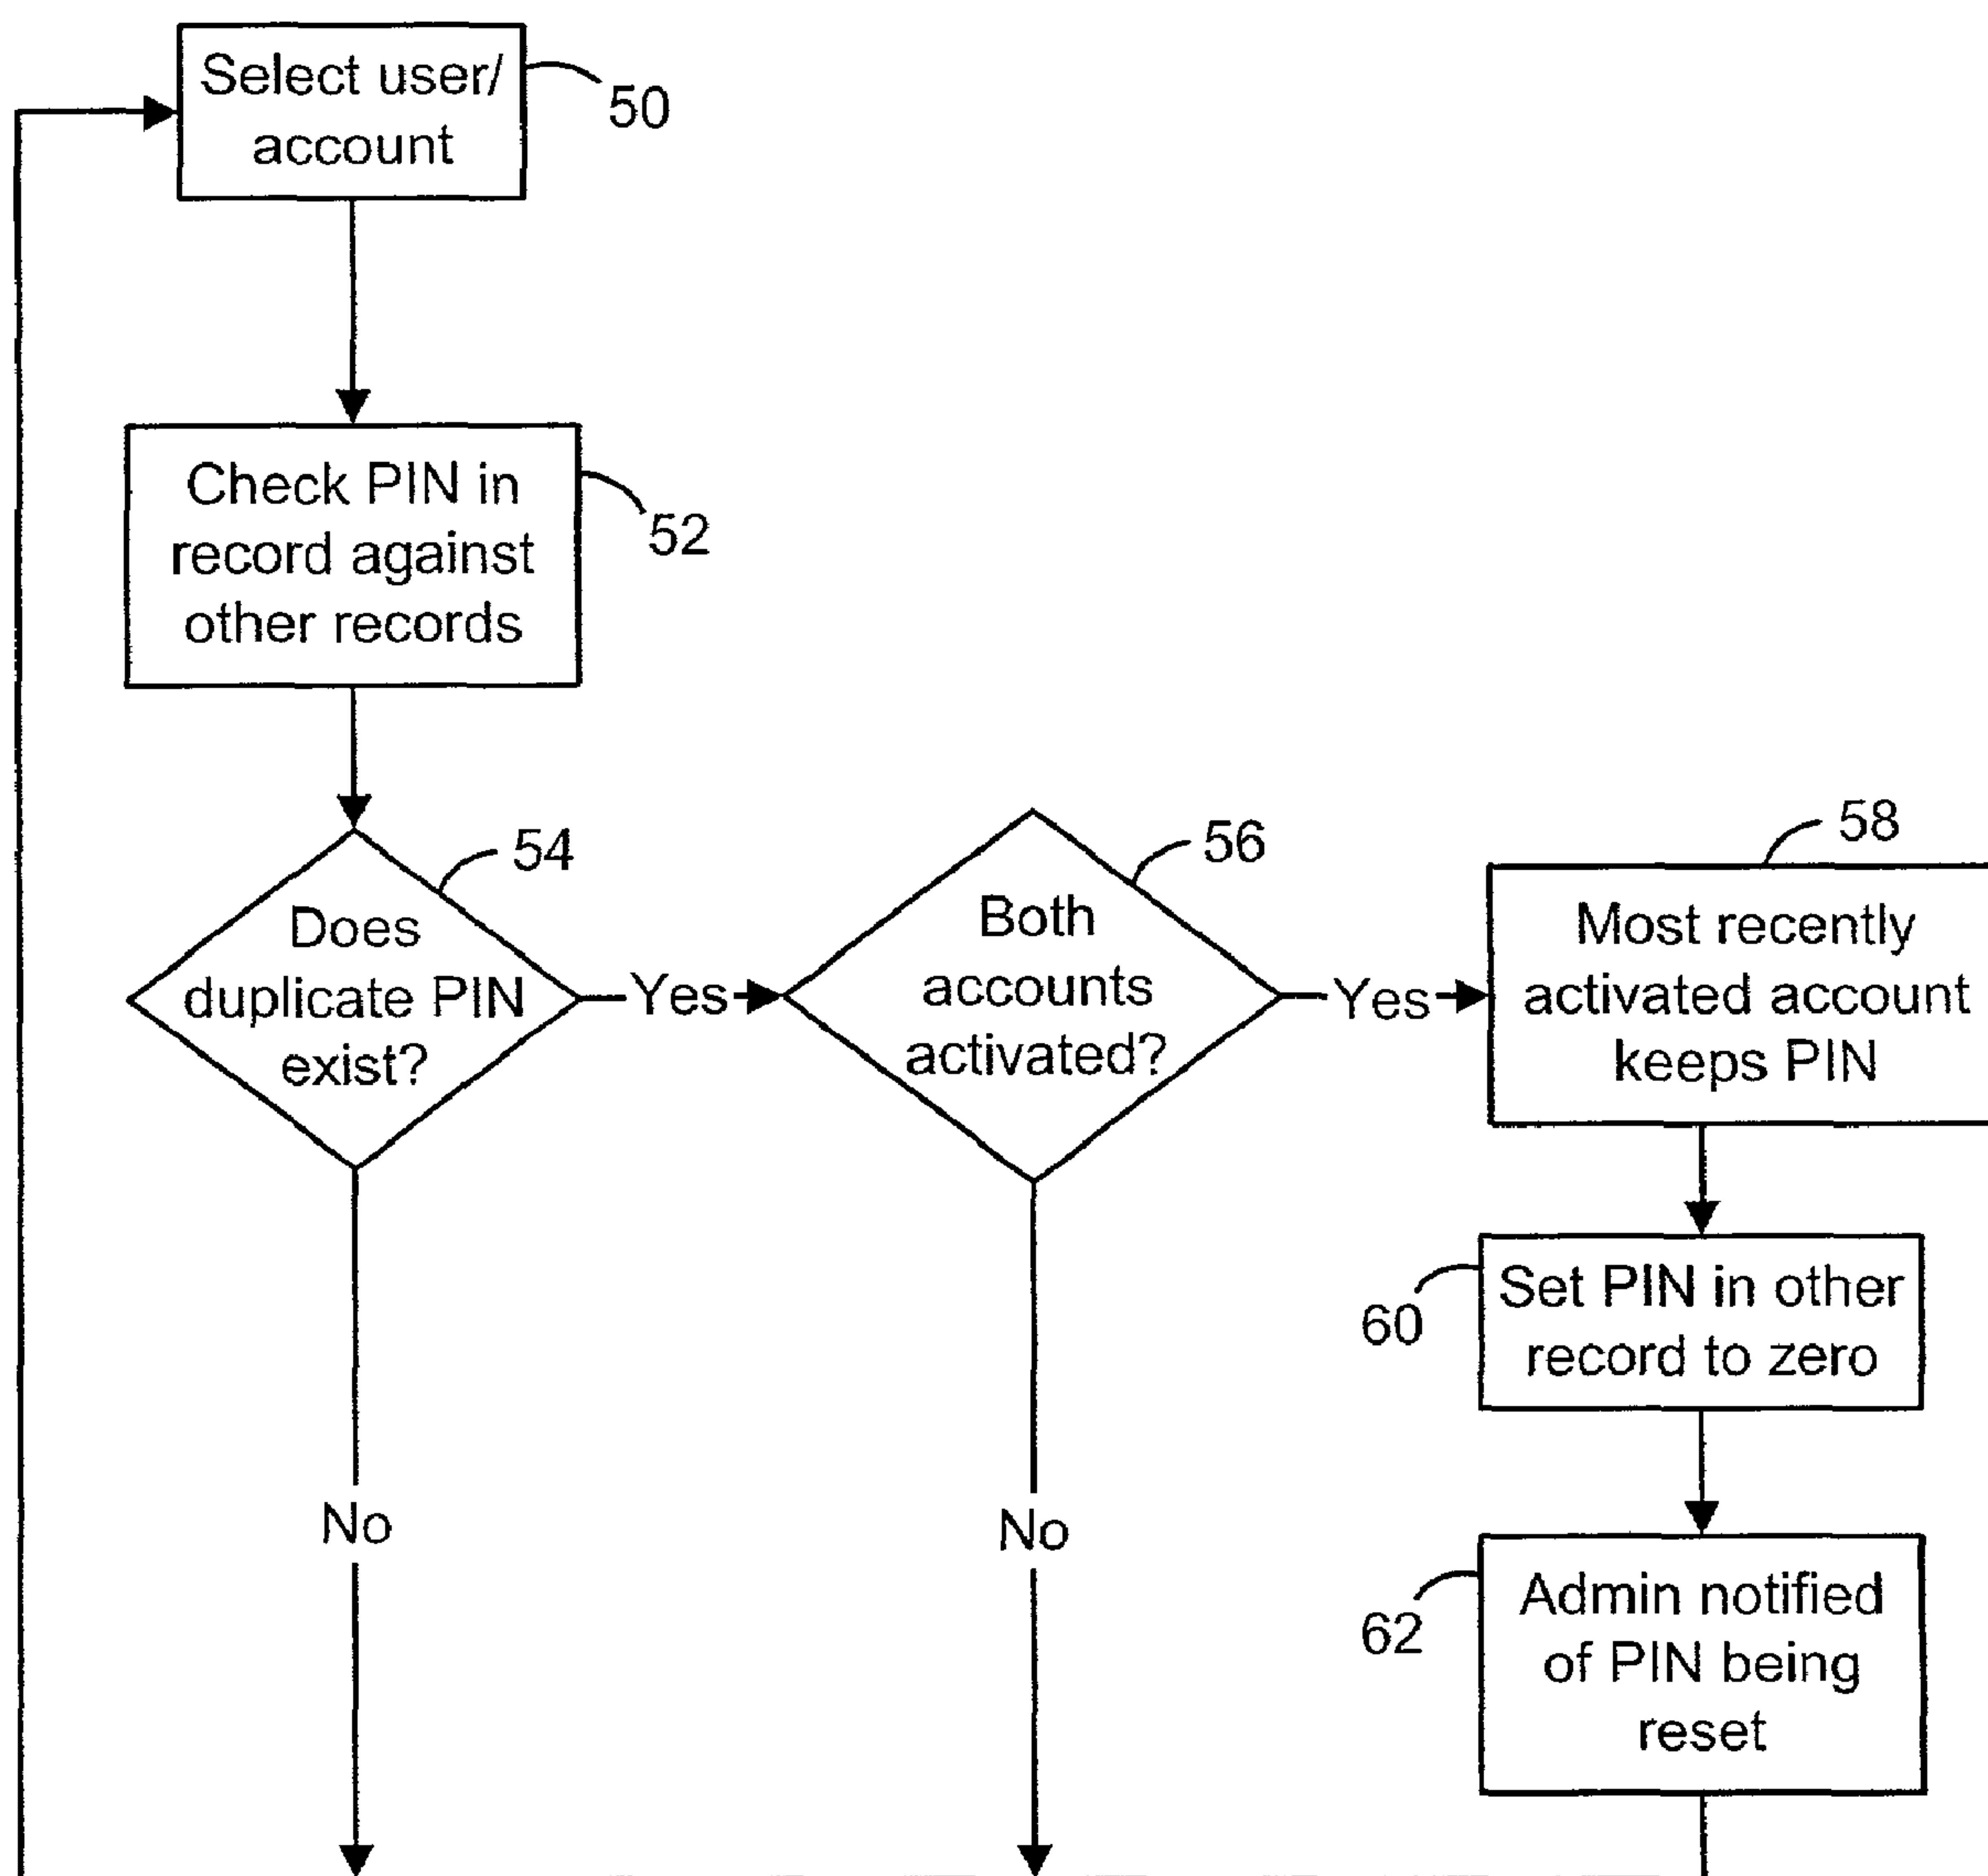 Select user/
account
50
Check PIN in
record against
other records
52
Does
duplicate PIN
exist?
54
Yes
Both
accounts
activated?
56
Yes
Most recently
activated account
keeps PIN
58
Set PIN in other
record to zero
60
No
No
Admin notified
of PIN being
reset
62